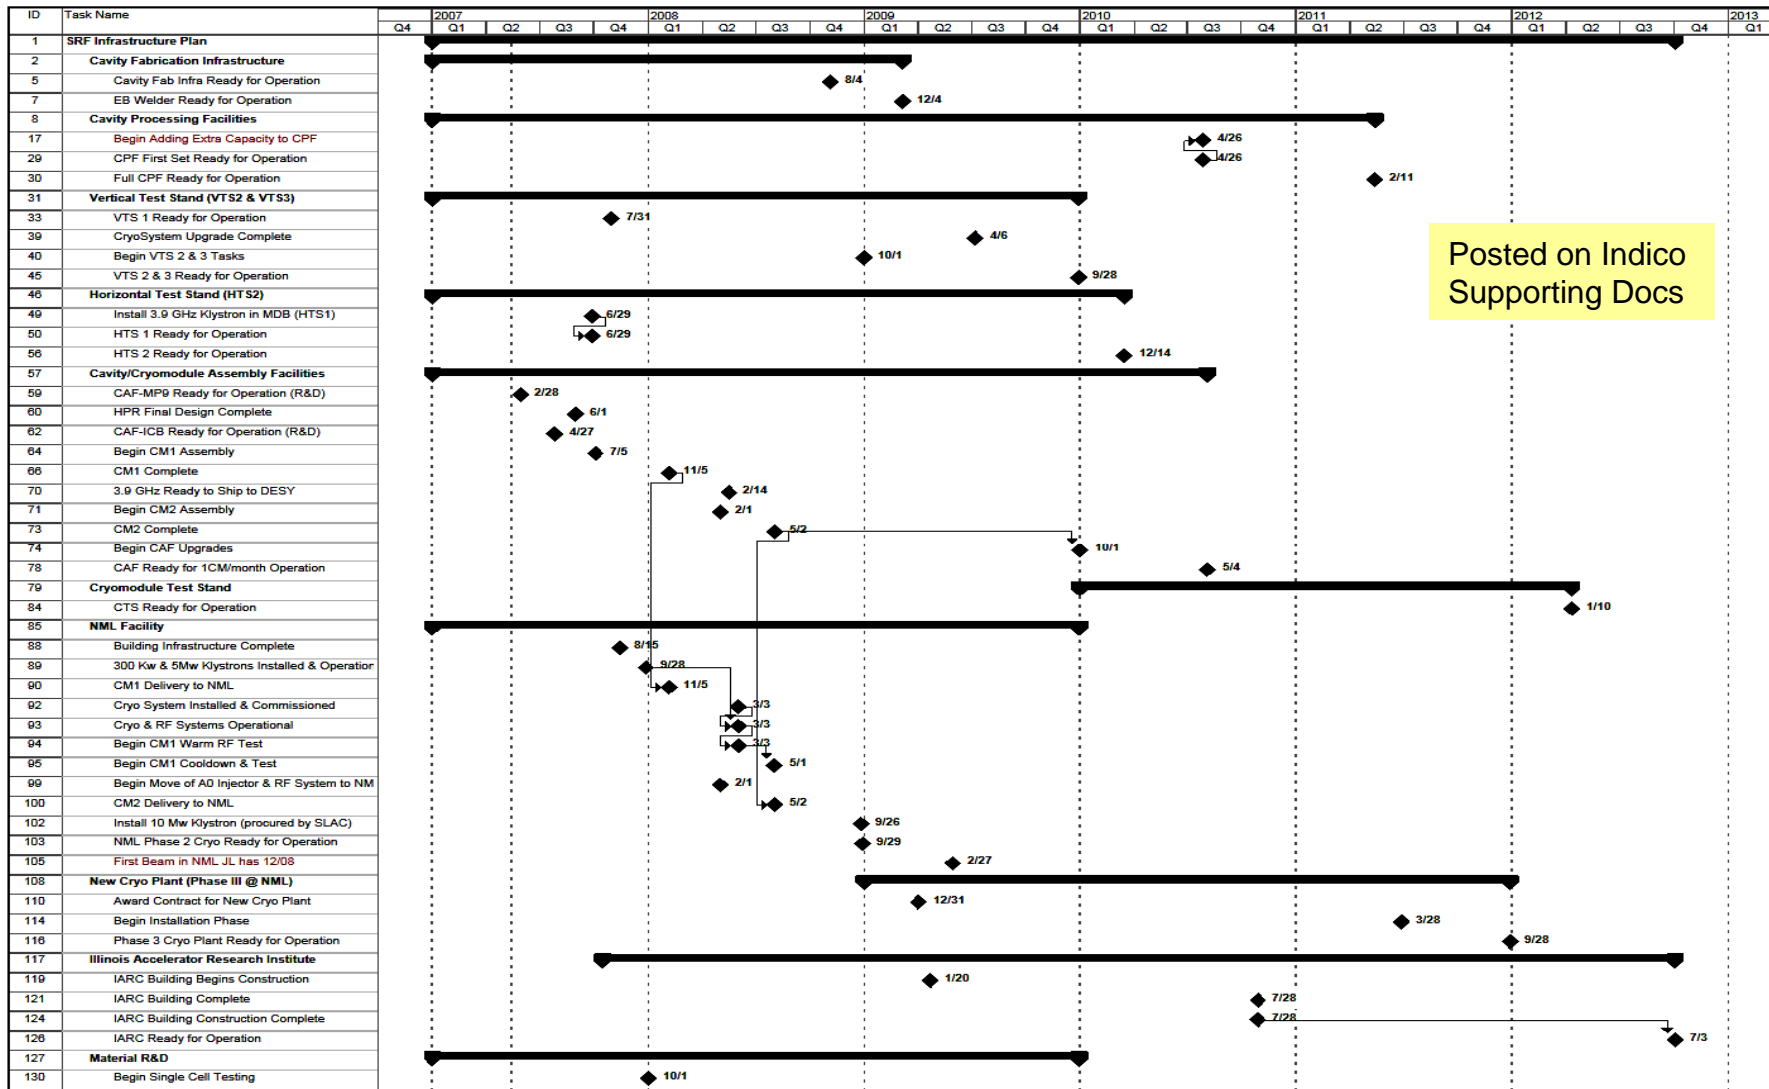 ID Task Name 2007 2008 2009 2010 2011 2012 2013
Q4 Q1 Q2 Q3 Q4 Q1 Q2 Q3 Q4 Q1 Q2 Q3 Q4 Q1 Q2 Q3 Q4 Q1 Q2 Q3 Q4 Q1 Q2 Q3 Q4 Q1
1 SRF Infrastructure Plan
2 Cavity Fabrication Infrastructure
5 Cavity Fab Infra Ready for Operation 8/4
7 EB Welder Ready for Operation 12/4
8 Cavity Processing Facilities
17 Begin Adding Extra Capacity to CPF 4/26
29 CPF First Set Ready for Operation 4/26
30 Full CPF Ready for Operation 2/11
31 Vertical Test Stand (VTS2 & VTS3)
33 VTS 1 Ready for Operation 7/31
39 CryoSystem Upgrade Complete 4/6
40 Begin VTS 2 & 3 Tasks 10/1
45 VTS 2 & 3 Ready for Operation 9/28
Posted on Indico
Supporting Docs
46 Horizontal Test Stand (HTS2)
49 Install 3.9 GHz Klystron in MDB (HTS1) 6/29
50 HTS 1 Ready for Operation 6/29
56 HTS 2 Ready for Operation 12/14
57 Cavity/Cryomodule Assembly Facilities
59 CAF-MP9 Ready for Operation (R&D) 2/28
60 HPR Final Design Complete 6/1
62 CAF-ICB Ready for Operation (R&D) 4/27
64 Begin CM1 Assembly 7/5
66 CM1 Complete 11/5
70 3.9 GHz Ready to Ship to DESY 2/14
71 Begin CM2 Assembly 2/1
73 CM2 Complete 5/2
74 Begin CAF Upgrades 10/1
78 CAF Ready for 1CM/month Operation 5/4
79 Cryomodule Test Stand
84 CTS Ready for Operation 1/10
85 NML Facility
88 Building Infrastructure Complete 8/15
89 300 Kw & 5Mw Klystrons Installed & Operation 9/28
90 CM1 Delivery to NML 11/5
92 Cryo System Installed & Commissioned 3/3
93 Cryo & RF Systems Operational 3/3
94 Begin CM1 Warm RF Test 3/3
95 Begin CM1 Cooldown & Test 5/1
99 Begin Move of A0 Injector & RF System to NM 2/1
100 CM2 Delivery to NML 5/2
102 Install 10 Mw Klystron (procured by SLAC) 9/26
103 NML Phase 2 Cryo Ready for Operation 9/29
105 First Beam in NML JL has 12/08 2/27
108 New Cryo Plant (Phase III @ NML)
110 Award Contract for New Cryo Plant 12/31
114 Begin Installation Phase 3/28
116 Phase 3 Cryo Plant Ready for Operation 9/28
117 Illinois Accelerator Research Institute
119 IARC Building Begins Construction 1/20
121 IARC Building Complete 7/28
124 IARC Building Construction Complete 7/28
126 IARC Ready for Operation 7/3
127 Material R&D
130 Begin Single Cell Testing 10/1